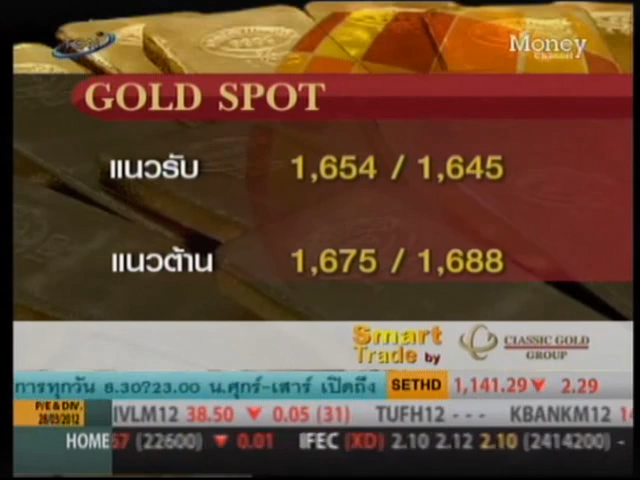 Money
Channel
GOLD SPOT
แนวรับ 1,654 / 1,645
แนวต้าน 1,675 / 1,688
Smart
Trade by
CLASSIC GOLD
GROUP
การทุกวัน 8.30?23.00 น.ศุกร์-เสาร์ เปิดถึง SETHD 1,141.29▼ 2.29
P/E & DIV.
28/03/2012
IVLM12 38.50 ▼ 0.05 (31) TUFH12 - - - KBANKM12
HOME 67 (22600) ▼ 0.01 IFEC (XD) 2.10 2.12 2.10 (2414200) -